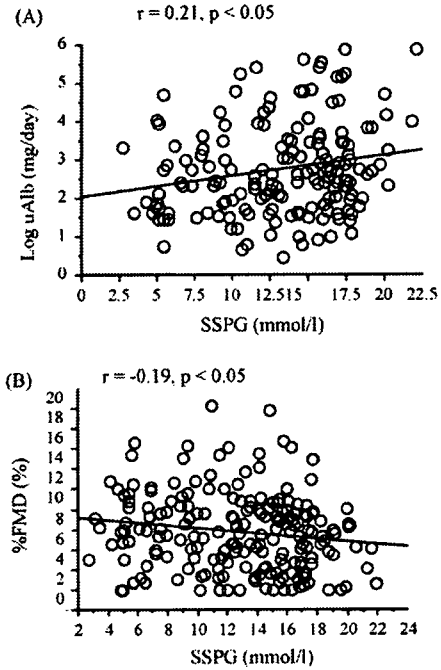 (A)
r = 0.21, p < 0.05
Log uAlb (mg/day)
6
5
4
3
2
1
0
0 2.5 5 7.5 10 12.515 17.5 20 22.5
SSPG (mmol/l)
(B)
r = -0.19, p < 0.05
%FMD (%)
20
18
16
14
12
10
8
6
4
2
0
2 4 6 8 10 12 14 16 18 20 22 24
SSPG (mmol/l)